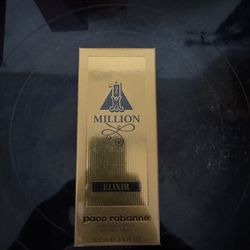 1
MILLION
ELIXIR
paco rabanne